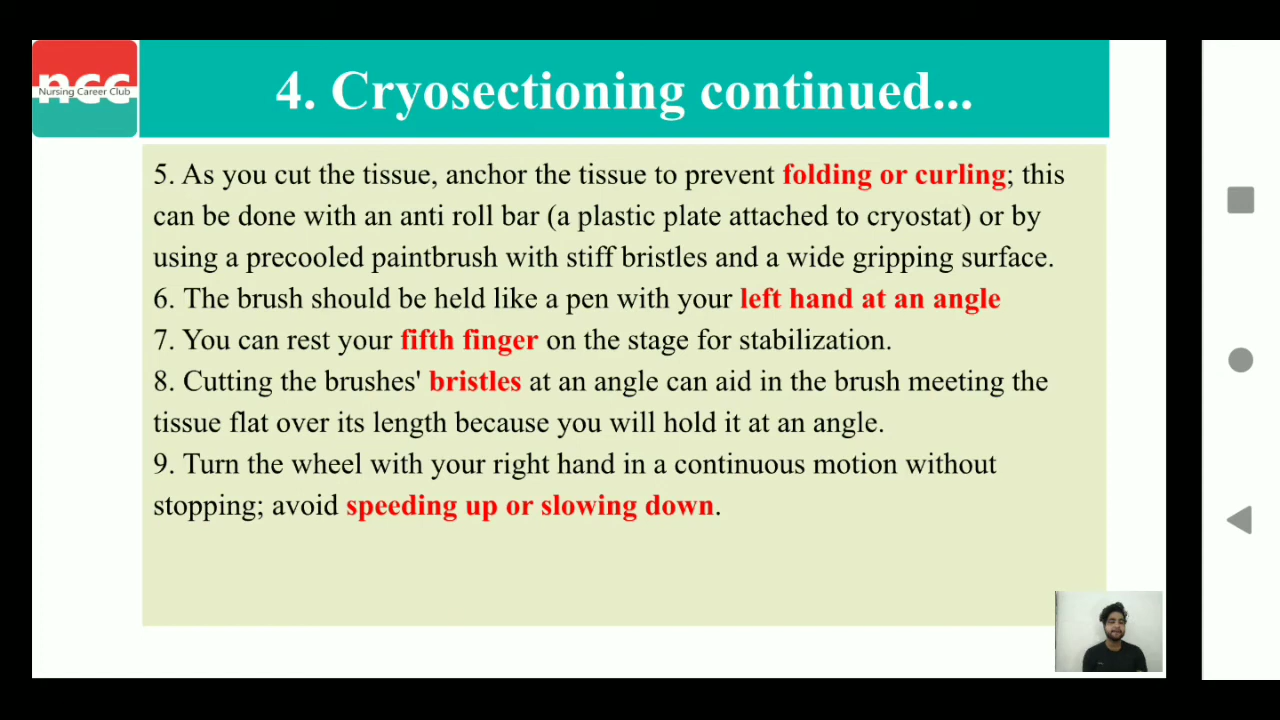 ncc
Nursing Career Club
4. Cryosectioning continued...
5. As you cut the tissue, anchor the tissue to prevent folding or curling; this
can be done with an anti roll bar (a plastic plate attached to cryostat) or by
using a precooled paintbrush with stiff bristles and a wide gripping surface.
6. The brush should be held like a pen with your left hand at an angle
7. You can rest your fifth finger on the stage for stabilization.
8. Cutting the brushes' bristles at an angle can aid in the brush meeting the
tissue flat over its length because you will hold it at an angle.
9. Turn the wheel with your right hand in a continuous motion without
stopping; avoid speeding up or slowing down.